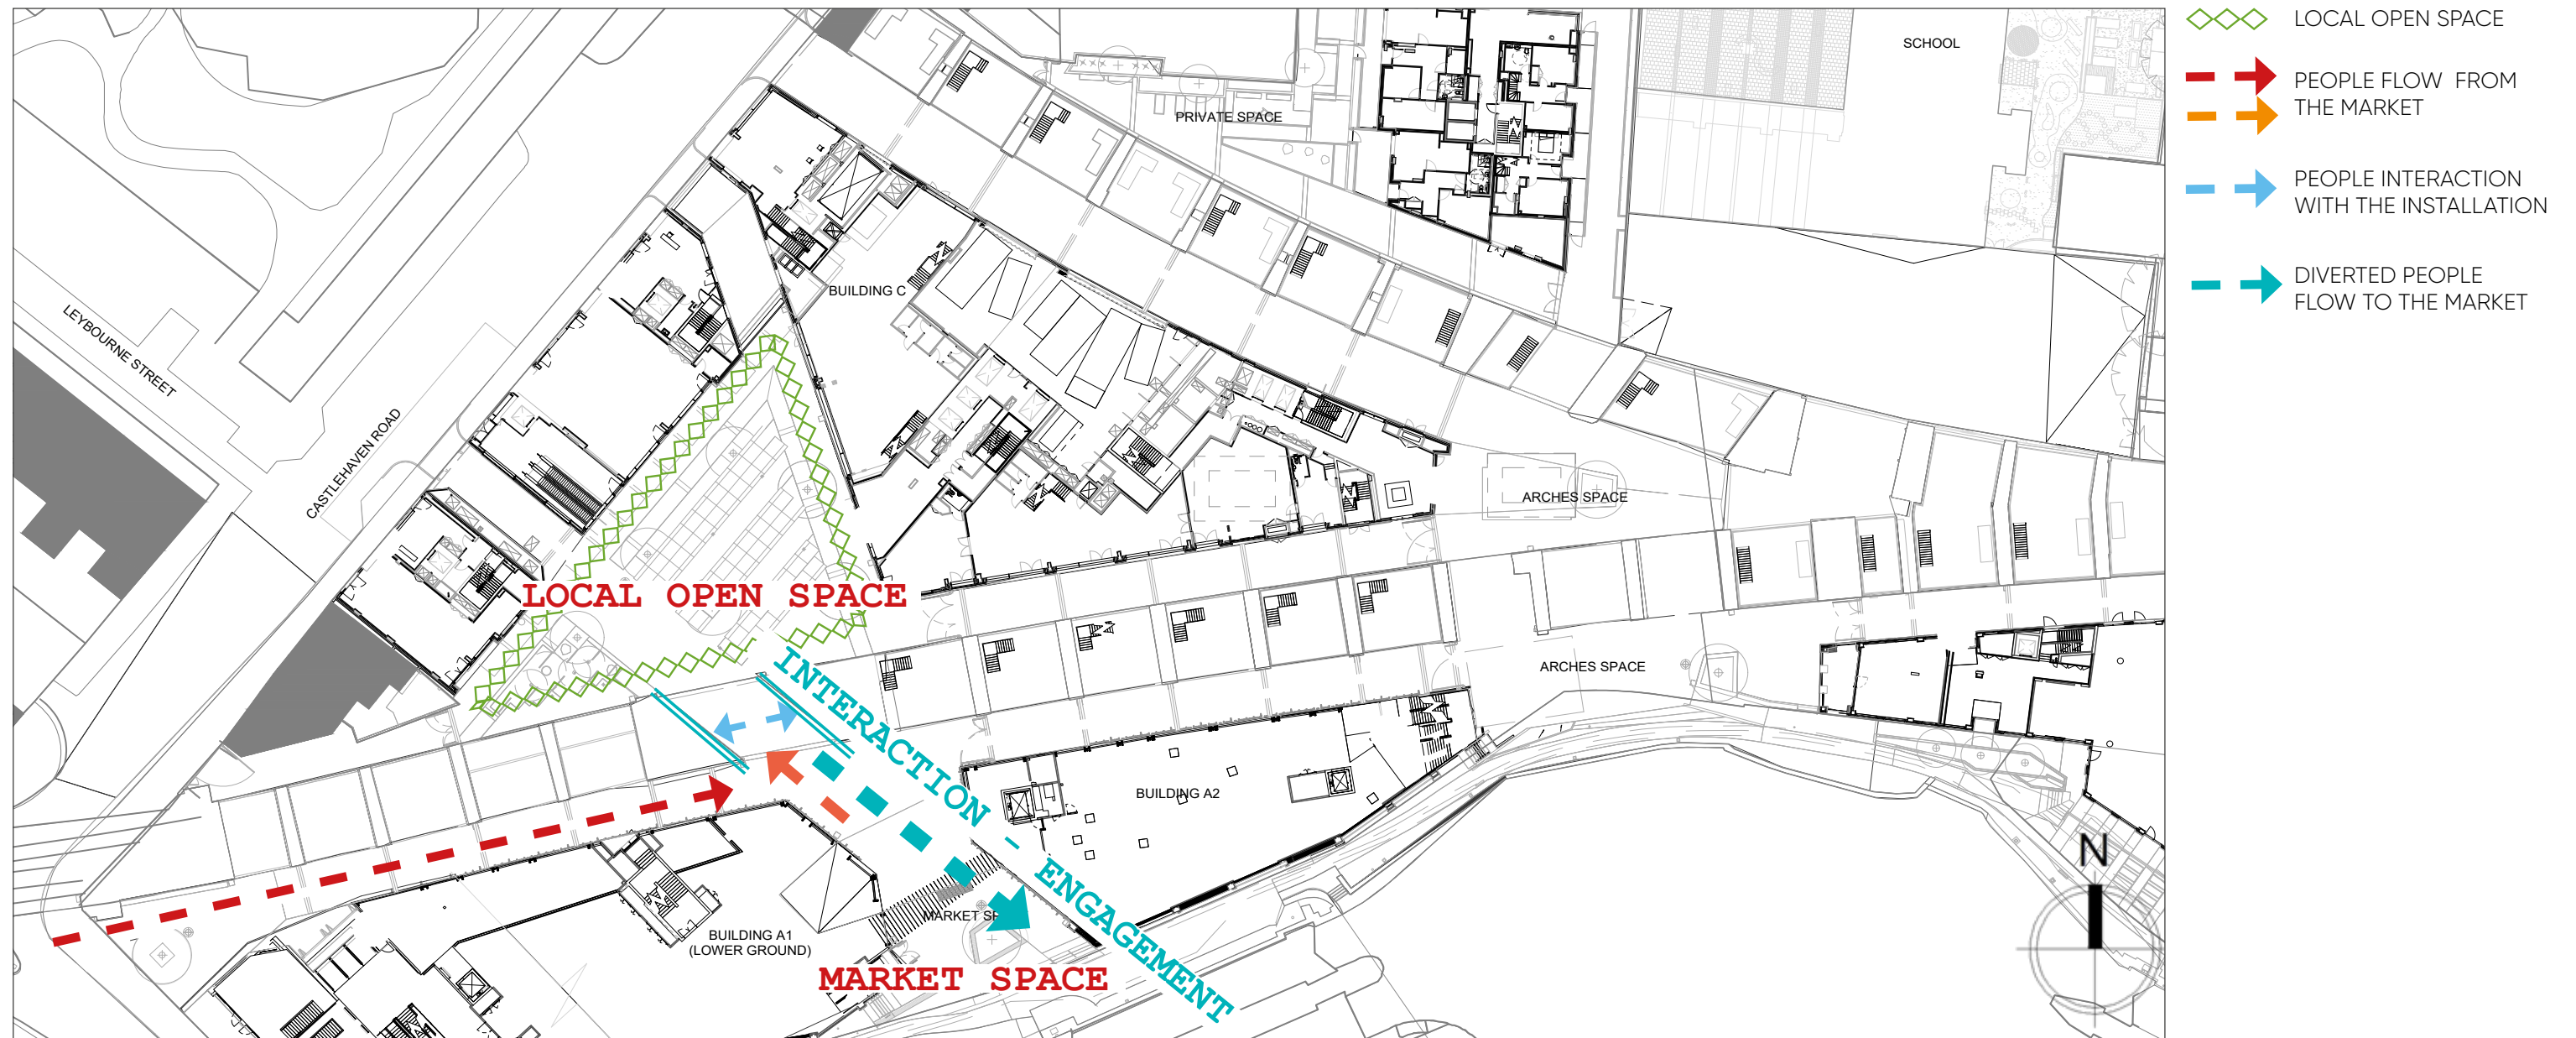 LOCAL OPEN SPACE
PEOPLE FLOW FROM
THE MARKET
PEOPLE INTERACTION
WITH THE INSTALLATION
DIVERTED PEOPLE
FLOW TO THE MARKET
SCHOOL
PRIVATE SPACE
BUILDING C
LEYBOURNE STREET
CASTLEHAVEN ROAD
ARCHES SPACE
LOCAL OPEN SPACE
ARCHES SPACE
INTERACTION - ENGAGEMENT
BUILDING A2
N
MARKET
BUILDING A1
(LOWER GROUND)
MARKET SPACE